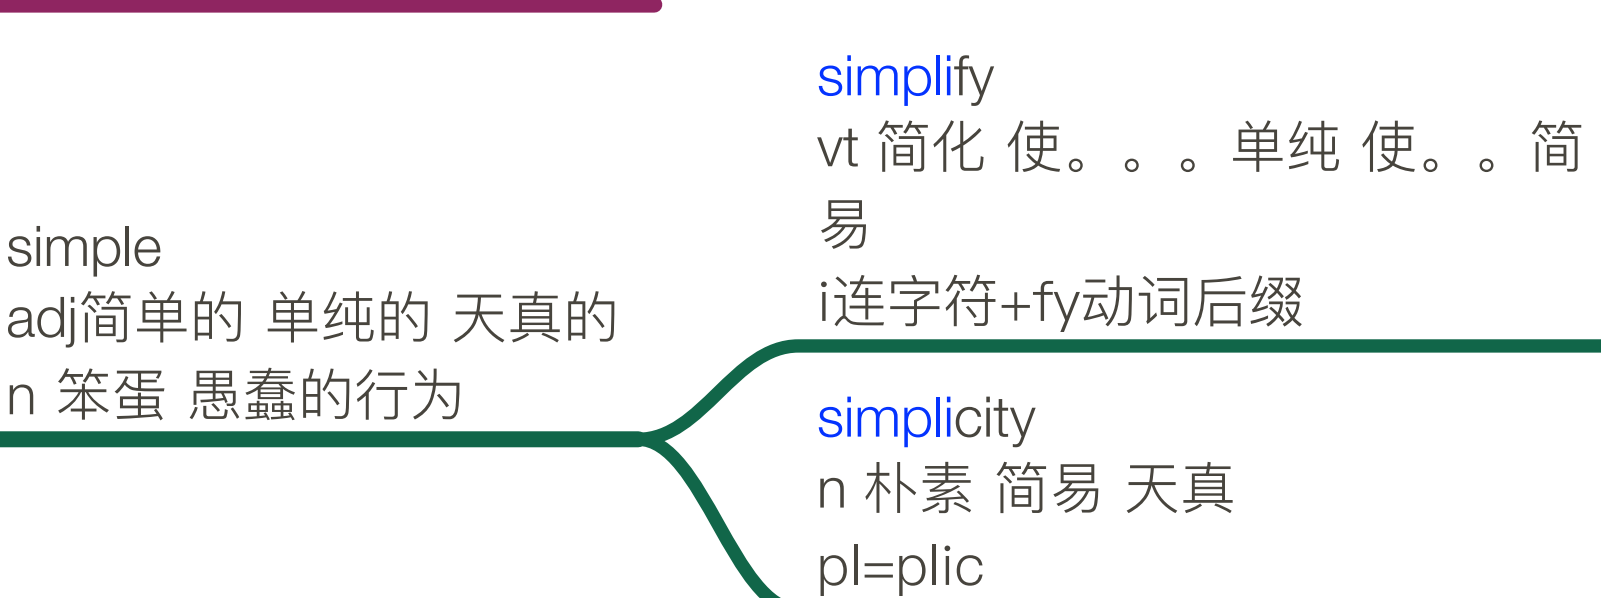 simple
adj简单的 单纯的 天真的
n 笨蛋 愚蠢的行为
simplify
vt 简化 使。。。单纯 使。。简
易
i连字符+fy动词后缀
simplicity
n 朴素 简易 天真
pl=plic